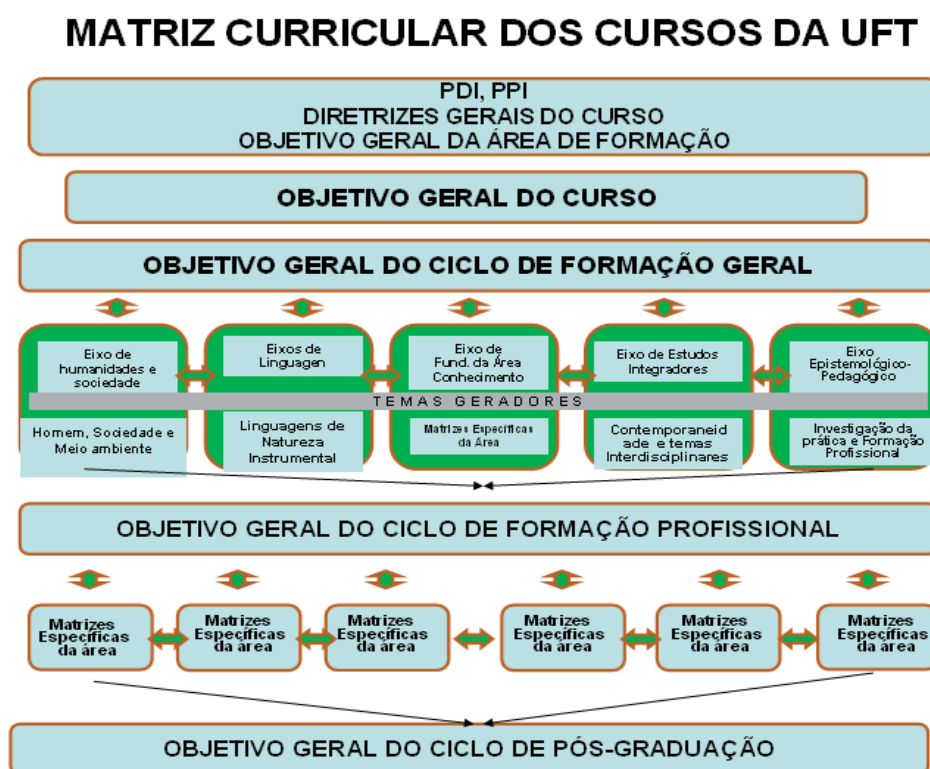 MATRIZ CURRICULAR DOS CURSOS DA UFT
PDI, PPI
DIRETRIZES GERAIS DO CURSO
OBJETIVO GERAL DA ÁREA DE FORMAÇÃO
OBJETIVO GERAL DO CURSO
OBJETIVO GERAL DO CICLO DE FORMAÇÃO GERAL
Eixo de
humanidades e
sociedade
Eixos de
Linguagen
Eixo de
Fund. da Área
Conhecimento
Eixo de Estudos
Integradores
Eixo
Epistemológico-
Pedagógico
TEMAS GERADORES
Homem, Sociedade e
Meio ambiente
Linguagens de
Natureza
Instrumental
Matrizes Específicas
da Área
Contemporaneid
ade e temas
Interdisciplinares
Investigação da
prática e Formação
Profissional
OBJETIVO GERAL DO CICLO DE FORMAÇÃO PROFISSIONAL
Matrizes
Específicas
da área
Matrizes
Específicas
da área
Matrizes
Específicas
da área
Matrizes
Específicas
da área
Matrizes
Específicas
da área
Matrizes
Específicas
da área
OBJETIVO GERAL DO CICLO DE PÓS-GRADUAÇÃO